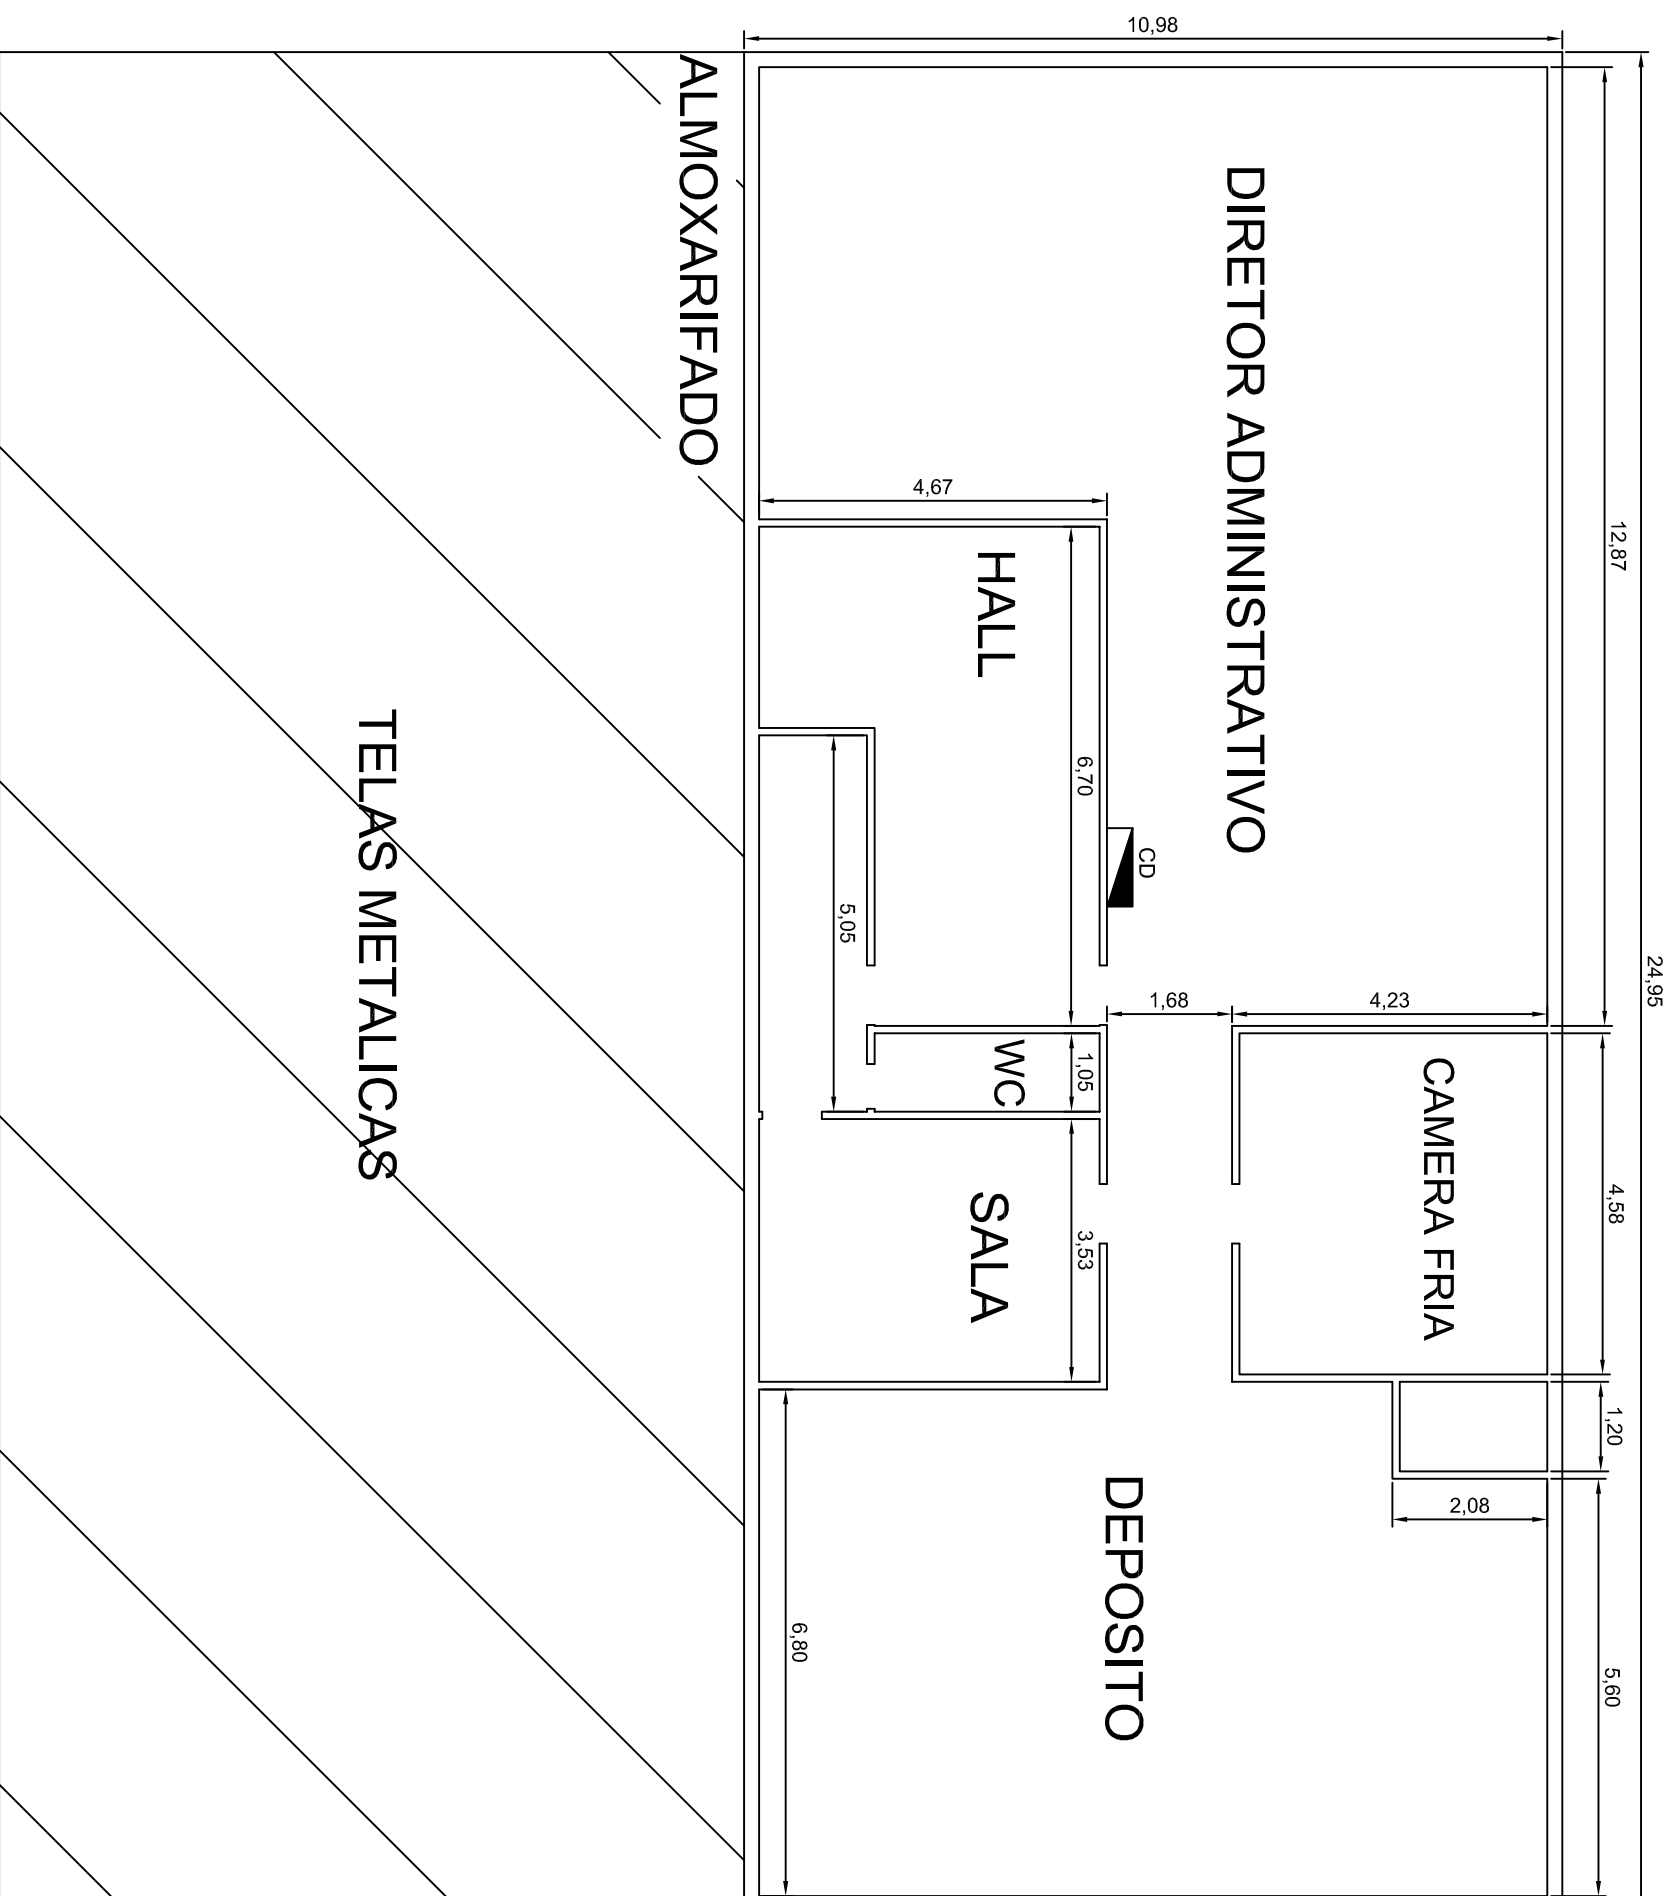 10,98
ALMOXARIFADO
DIRETOR ADMINISTRATIVO
12,87
24,95
4,67
HALL
6,70
CD
5,05
1,68
4,23
WC
1,05
CAMERA FRIA
4,58
TELAS METALICAS
SALA
3,53
1,20
2,08
DEPOSITO
6,80
5,60